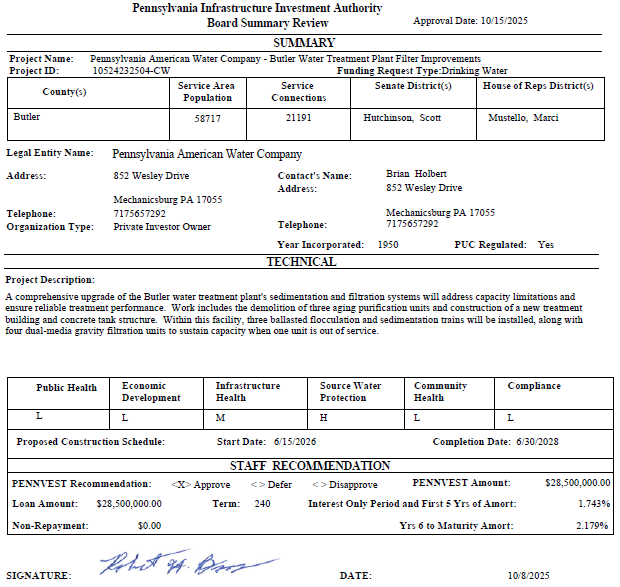 Pennsylvania Infrastructure Investment Authority
Board Summary Review
Approval Date: 10/15/2025
SUMMARY
Project Name: Pennsylvania American Water Company - Butler Water Treatment Plant Filter Improvements
Project ID: 10524232504-CW Funding Request Type:Drinking Water
County(s) Service Area Population Service Connections Senate District(s) House of Reps District(s)
Butler 58717 21191 Hutchinson, Scott Mustello, Marci
Legal Entity Name: Pennsylvania American Water Company
Address: 852 Wesley Drive Contact's Name: Brian Holbert
Address: 852 Wesley Drive
Mechanicsburg PA 17055 Mechanicsburg PA 17055
Telephone: 7175657292 Telephone: 7175657292
Organization Type: Private Investor Owner
Year Incorporated: 1950 PUC Regulated: Yes
TECHNICAL
Project Description:
A comprehensive upgrade of the Butler water treatment plant's sedimentation and filtration systems will address capacity limitations and
ensure reliable treatment performance. Work includes the demolition of three aging purification units and construction of a new treatment
building and concrete tank structure. Within this facility, three ballasted flocculation and sedimentation trains will be installed, along with
four dual-media gravity filtration units to sustain capacity when one unit is out of service.
Public Health Economic Development Infrastructure Health Source Water Protection Community Health Compliance
L L M H L L
Proposed Construction Schedule: Start Date: 6/15/2026 Completion Date: 6/30/2028
STAFF RECOMMENDATION
PENNVEST Recommendation: <X> Approve < > Defer < > Disapprove PENNVEST Amount: $28,500,000.00
Loan Amount: $28,500,000.00 Term: 240 Interest Only Period and First 5 Yrs of Amort: 1.743%
Non-Repayment: $0.00 Yrs 6 to Maturity Amort: 2.179%
SIGNATURE: DATE: 10/8/2025